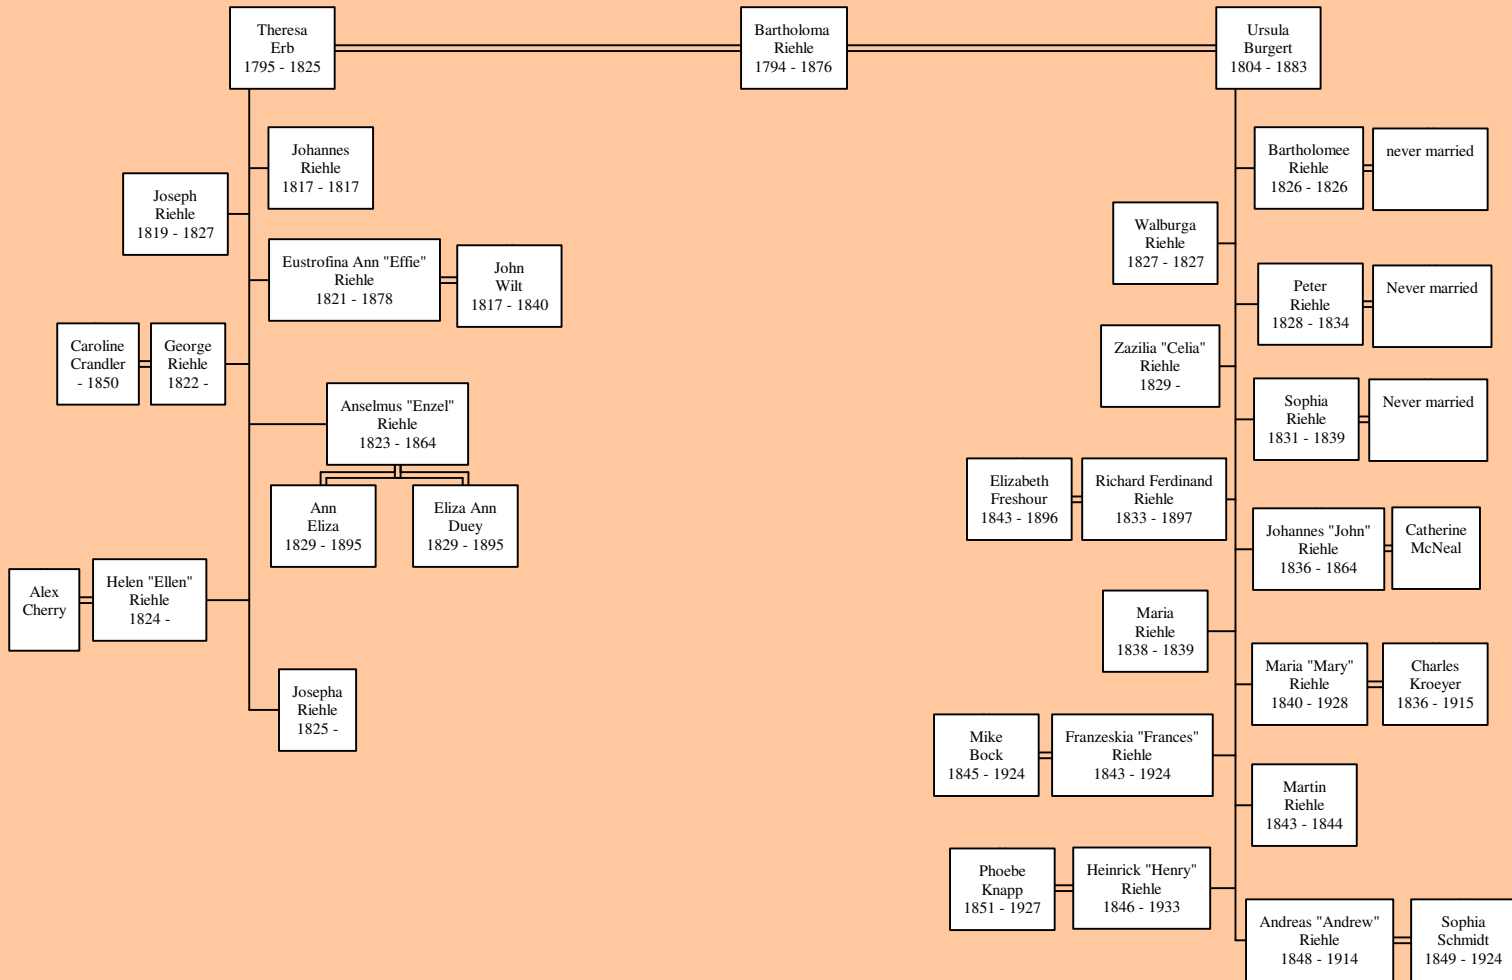 Theresa
Erb
1795 - 1825
Bartholoma
Riehle
1794 - 1876
Ursula
Burgert
1804 - 1883
Johannes
Riehle
1817 - 1817
Joseph
Riehle
1819 - 1827
Eustrofina Ann "Effie"
Riehle
1821 - 1878
John
Wilt
1817 - 1840
Caroline
Crandler
- 1850
George
Riehle
1822 -
Anselmus "Enzel"
Riehle
1823 - 1864
Ann
Eliza
1829 - 1895
Eliza Ann
Duey
1829 - 1895
Alex
Cherry
Helen "Ellen"
Riehle
1824 -
Josepha
Riehle
1825 -
Bartholomee
Riehle
1826 - 1826
never married
Walburga
Riehle
1827 - 1827
Peter
Riehle
1828 - 1834
Never married
Zazilia "Celia"
Riehle
1829 -
Sophia
Riehle
1831 - 1839
Never married
Elizabeth
Freshour
1843 - 1896
Richard Ferdinand
Riehle
1833 - 1897
Johannes "John"
Riehle
1836 - 1864
Catherine
McNeal
Maria
Riehle
1838 - 1839
Maria "Mary"
Riehle
1840 - 1928
Charles
Kroeyer
1836 - 1915
Mike
Bock
1845 - 1924
Franzeskia "Frances"
Riehle
1843 - 1924
Martin
Riehle
1843 - 1844
Phoebe
Knapp
1851 - 1927
Heinrick "Henry"
Riehle
1846 - 1933
Andreas "Andrew"
Riehle
1848 - 1914
Sophia
Schmidt
1849 - 1924